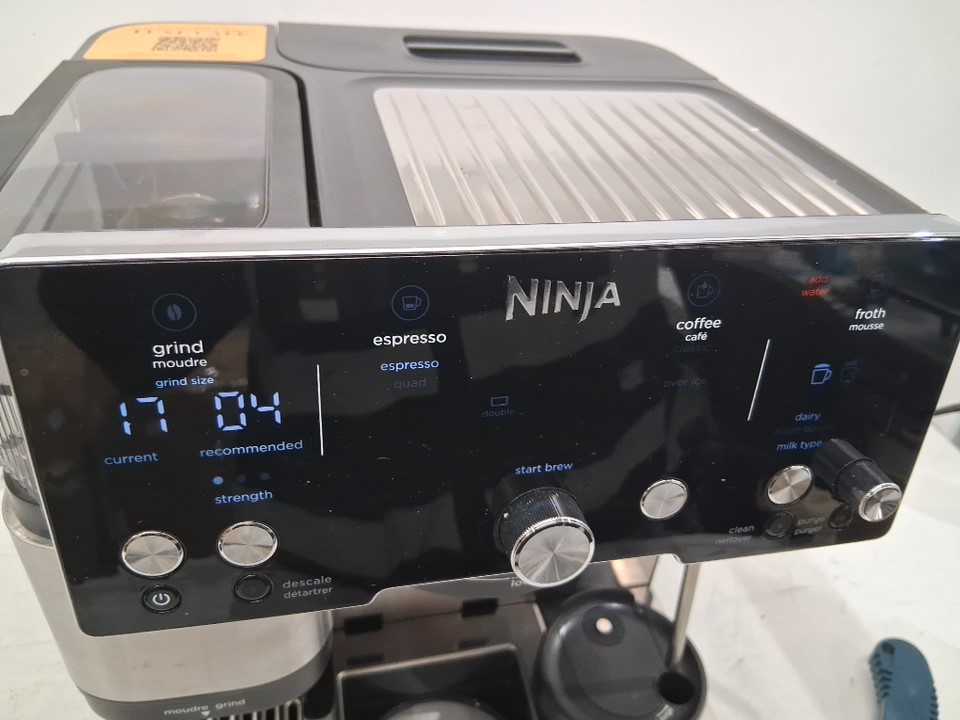 NINJA
add
water
grind
moudre
grind size
17 04
current recommended
strength
espresso
espresso
quad
double
start brew
coffee
café
classic
over ice
froth
mousse
dairy
milk type
clean
nettoyer
purge
purger
descale
détartrer
moudre grind